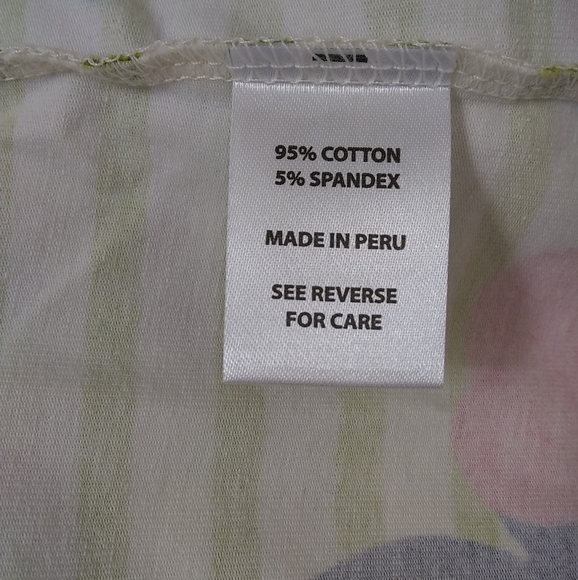 95% COTTON
5% SPANDEX
MADE IN PERU
SEE REVERSE
FOR CARE